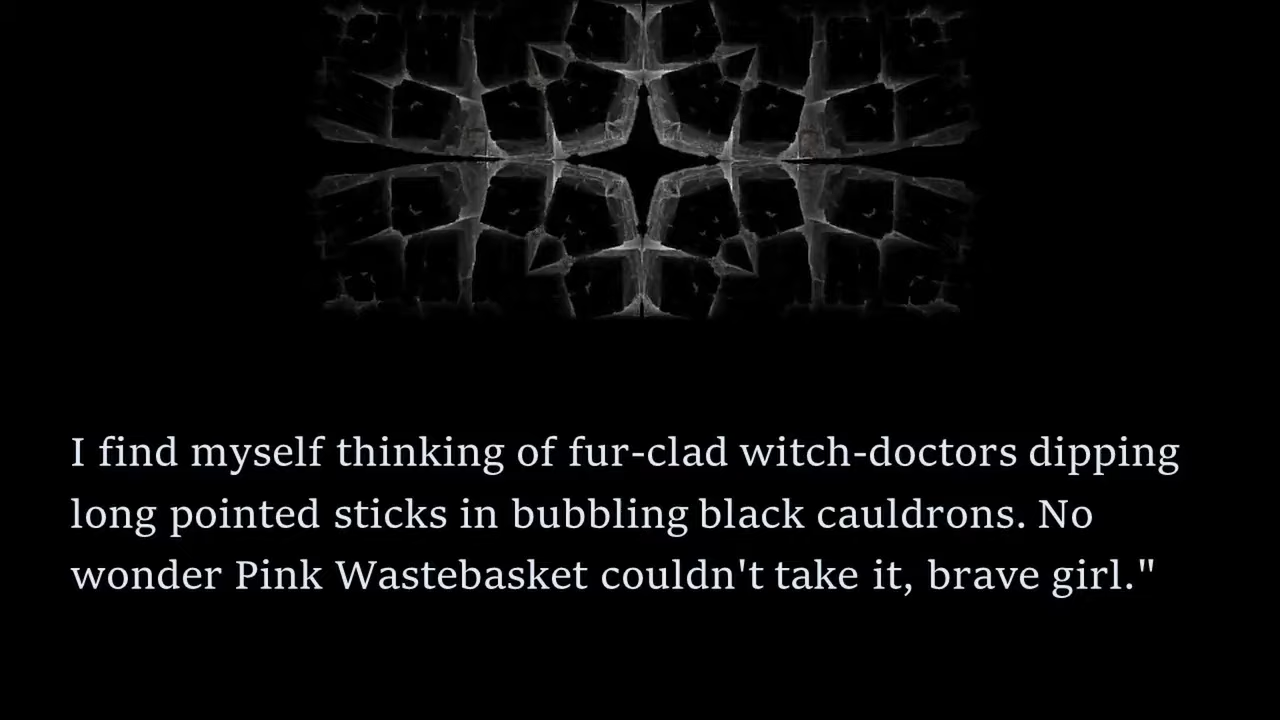 I find myself thinking of fur-clad witch-doctors dipping
long pointed sticks in bubbling black cauldrons. No
wonder Pink Wastebasket couldn't take it, brave girl."